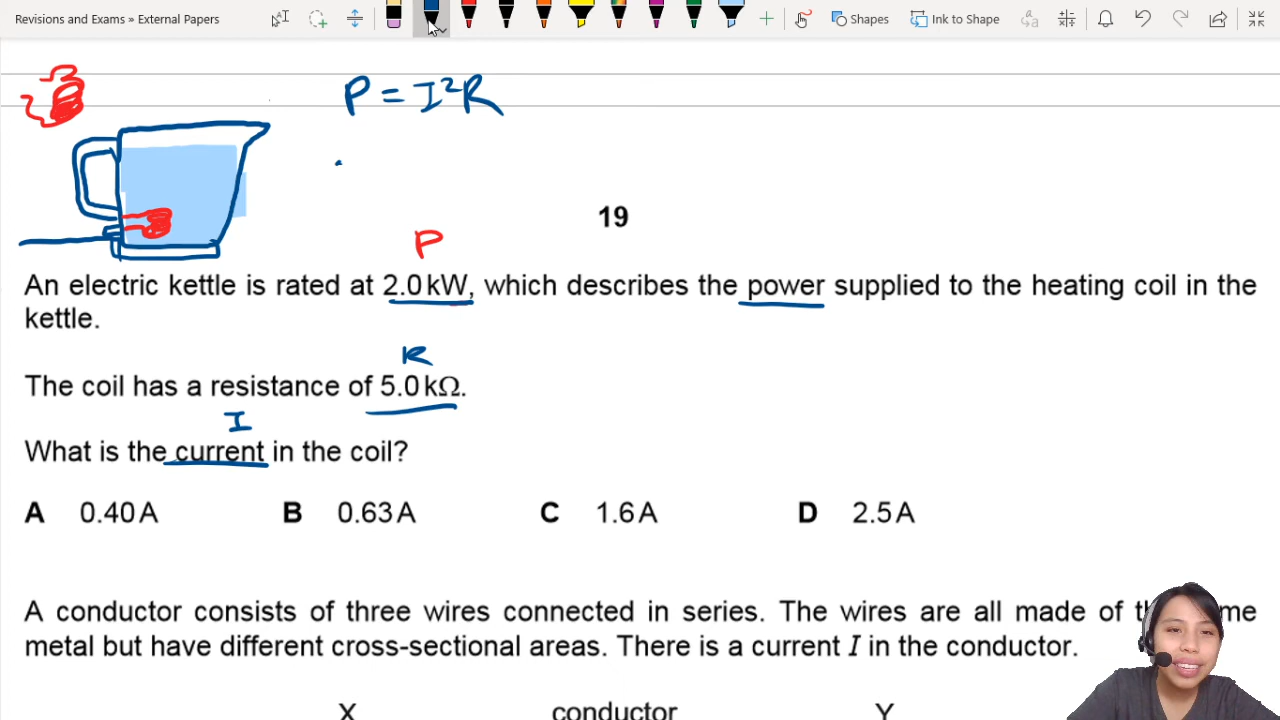 Revisions and Exams » External Papers
Shapes
Ink to Shape
P = I²R
19
P
An electric kettle is rated at 2.0 kW, which describes the power supplied to the heating coil in the
kettle.
R
The coil has a resistance of 5.0 kΩ.
I
What is the current in the coil?
A 0.40 A B 0.63 A C 1.6 A D 2.5 A
A conductor consists of three wires connected in series. The wires are all made of
metal but have different cross-sectional areas. There is a current I in the conductor.
X conductor Y